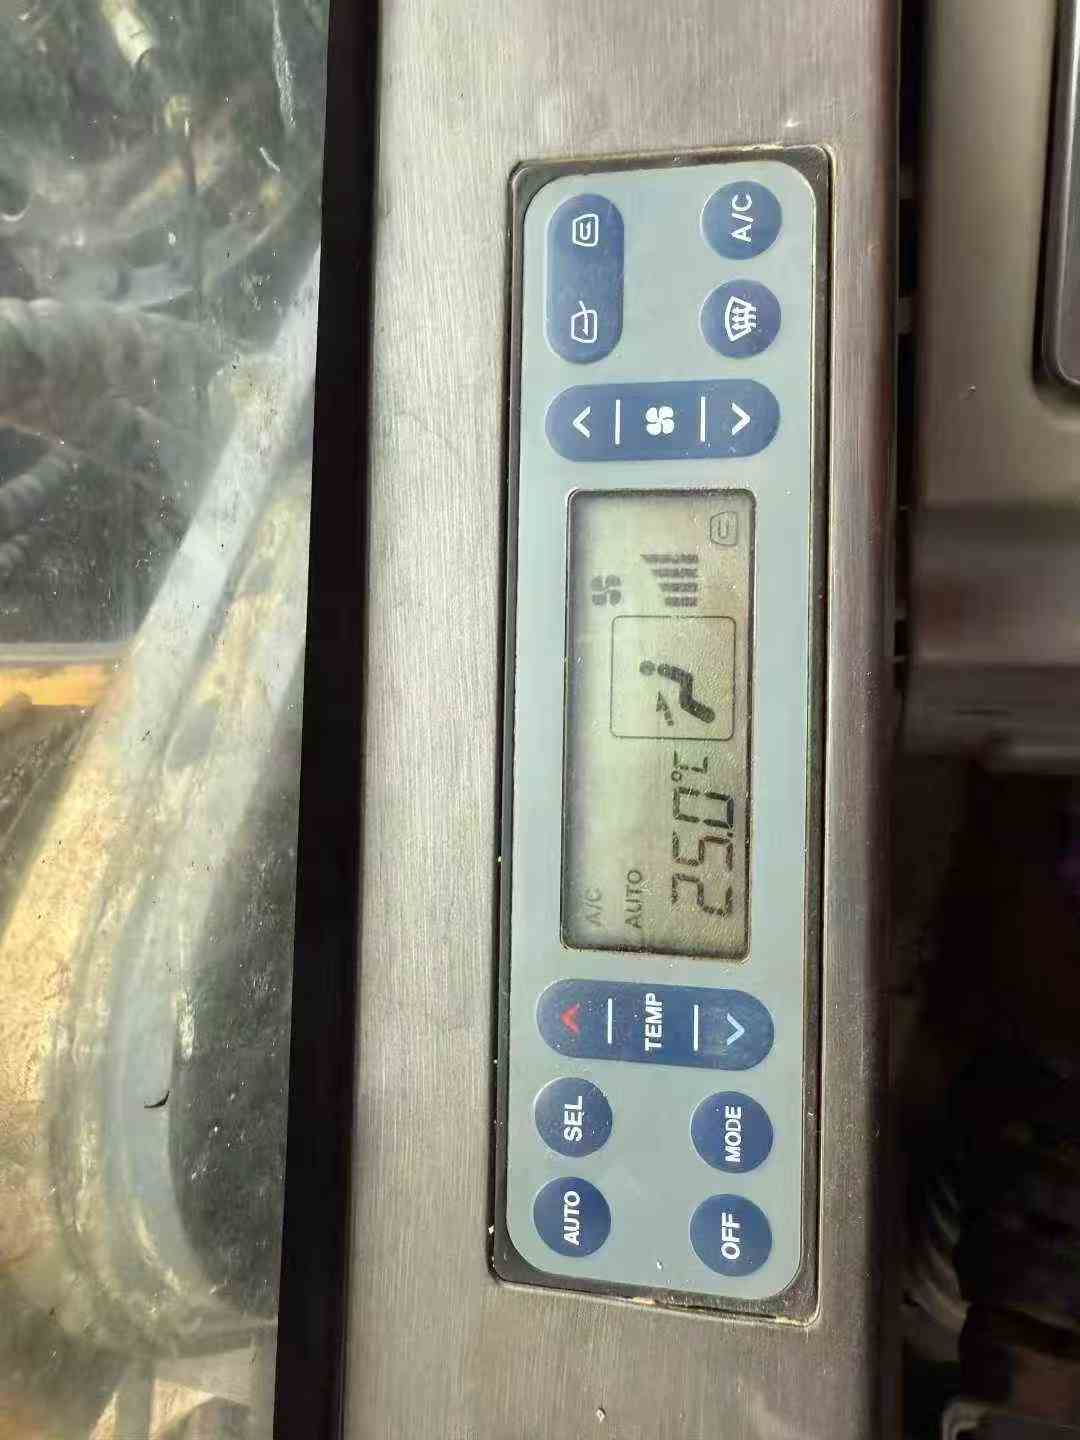 AUTO
SEL
OFF
MODE
TEMP
A/C
AUTO
25.0℃
A/C